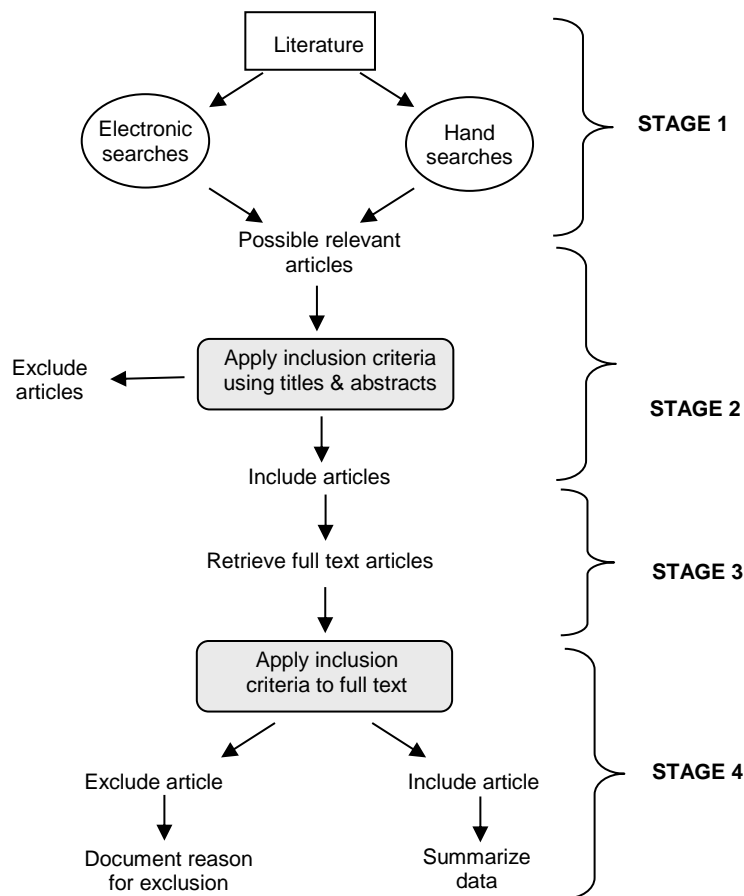 Literature
Electronic
searches
Hand
searches
STAGE 1
Possible relevant
articles
Apply inclusion criteria
using titles & abstracts
Exclude
articles
STAGE 2
Include articles
Retrieve full text articles
STAGE 3
Apply inclusion
criteria to full text
STAGE 4
Exclude article
Include article
Document reason
for exclusion
Summarize
data